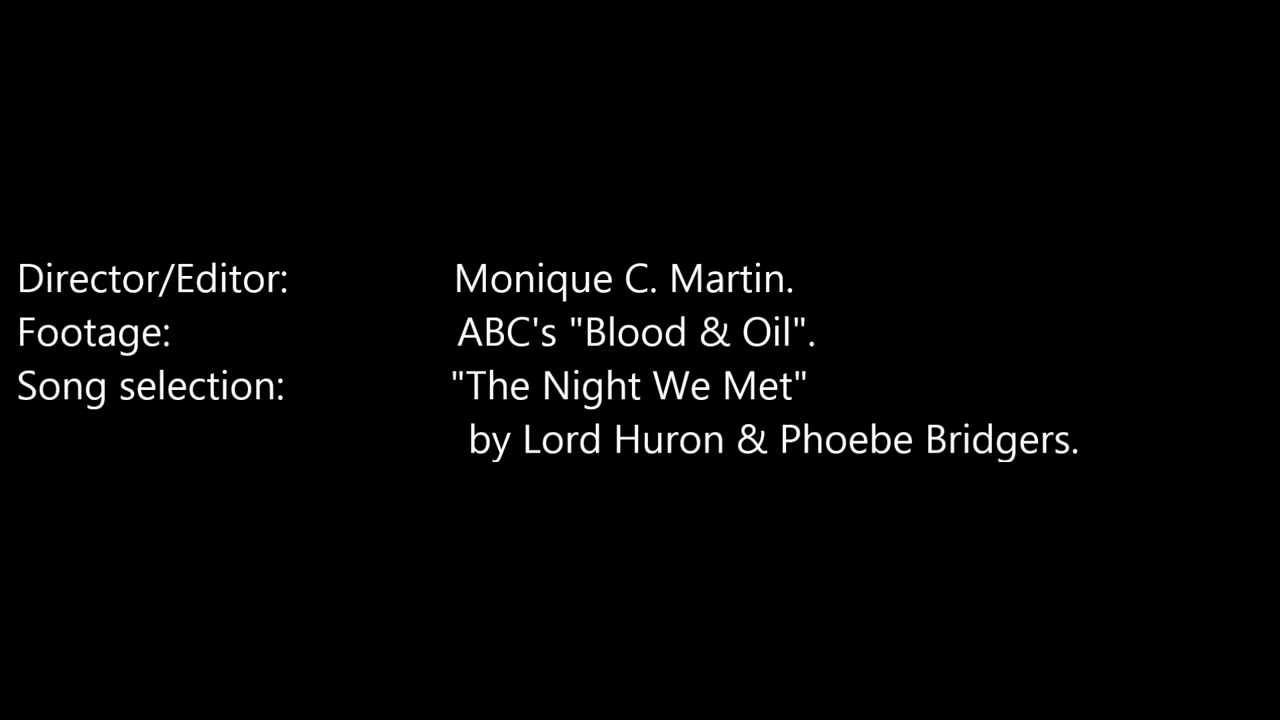 Director/Editor: Monique C. Martin.
Footage: ABC's "Blood & Oil".
Song selection: "The Night We Met"
by Lord Huron & Phoebe Bridgers.